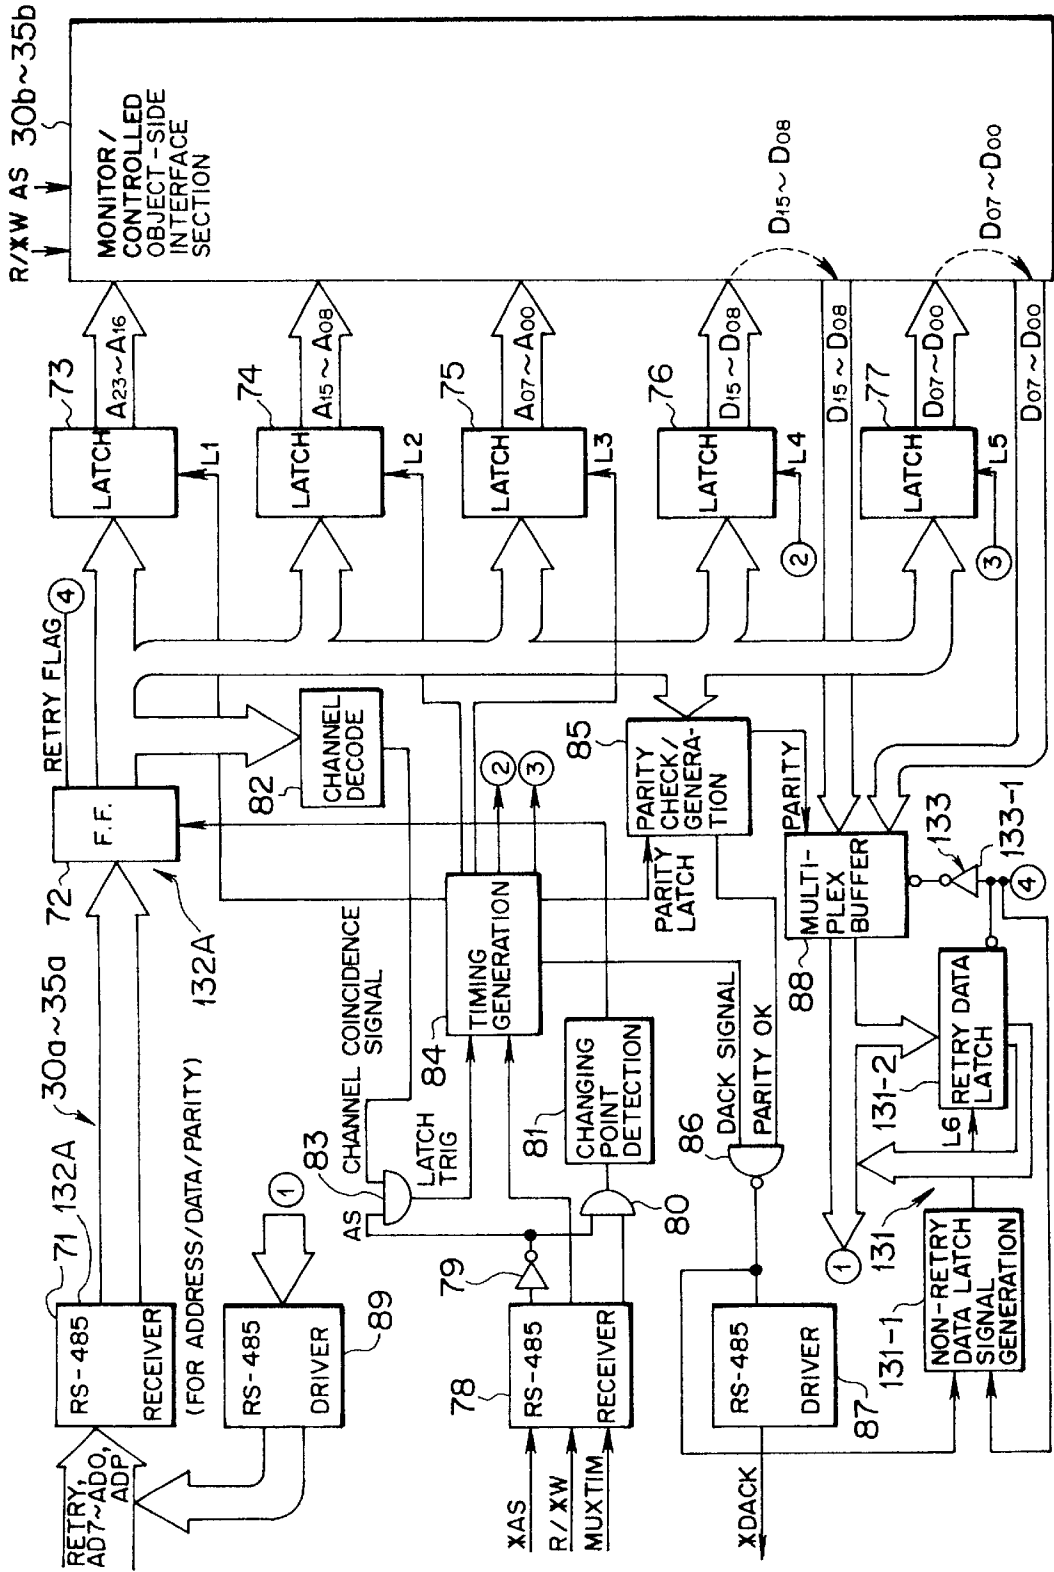 R/XW AS 30b~35b
MONITOR/
CONTROLLED
OBJECT-SIDE
INTERFACE
SECTION
D15~D08
D07~D00
A23~A16
A15~A08
A07~A00
D15~D08
D15~D08
D07~D00
D07~D00
73
74
75
76
77
LATCH
LATCH
LATCH
LATCH
LATCH
L1
L2
L3
L4
L5
2
3
RETRY FLAG 4
F.F.
72
132A
82
CHANNEL
DECODE
2
3
85
PARITY
CHECK/
GENERA-
TION
PARITY
PARITY
LATCH
MULTI-
PLEX
BUFFER
88
133
133-1
4
30a~35a
CHANNEL COINCIDENCE
SIGNAL
84
TIMING
GENERATION
81
CHANGING
POINT
DETECTION
DACK SIGNAL
PARITY OK
86
131-2
RETRY DATA
LATCH
L6
71
132A
RS-485
RECEIVER
(FOR ADDRESS/DATA/PARITY)
1
RS-485
DRIVER
89
83
AS
LATCH
TRIG
79
80
78
RS-485
RECEIVER
RS-485
DRIVER
87
1
131
131-1
NON-RETRY
DATA LATCH
SIGNAL
GENERATION
RETRY,
AD7~AD0,
ADP
XAS
R/XW
MUXTIM
XDACK